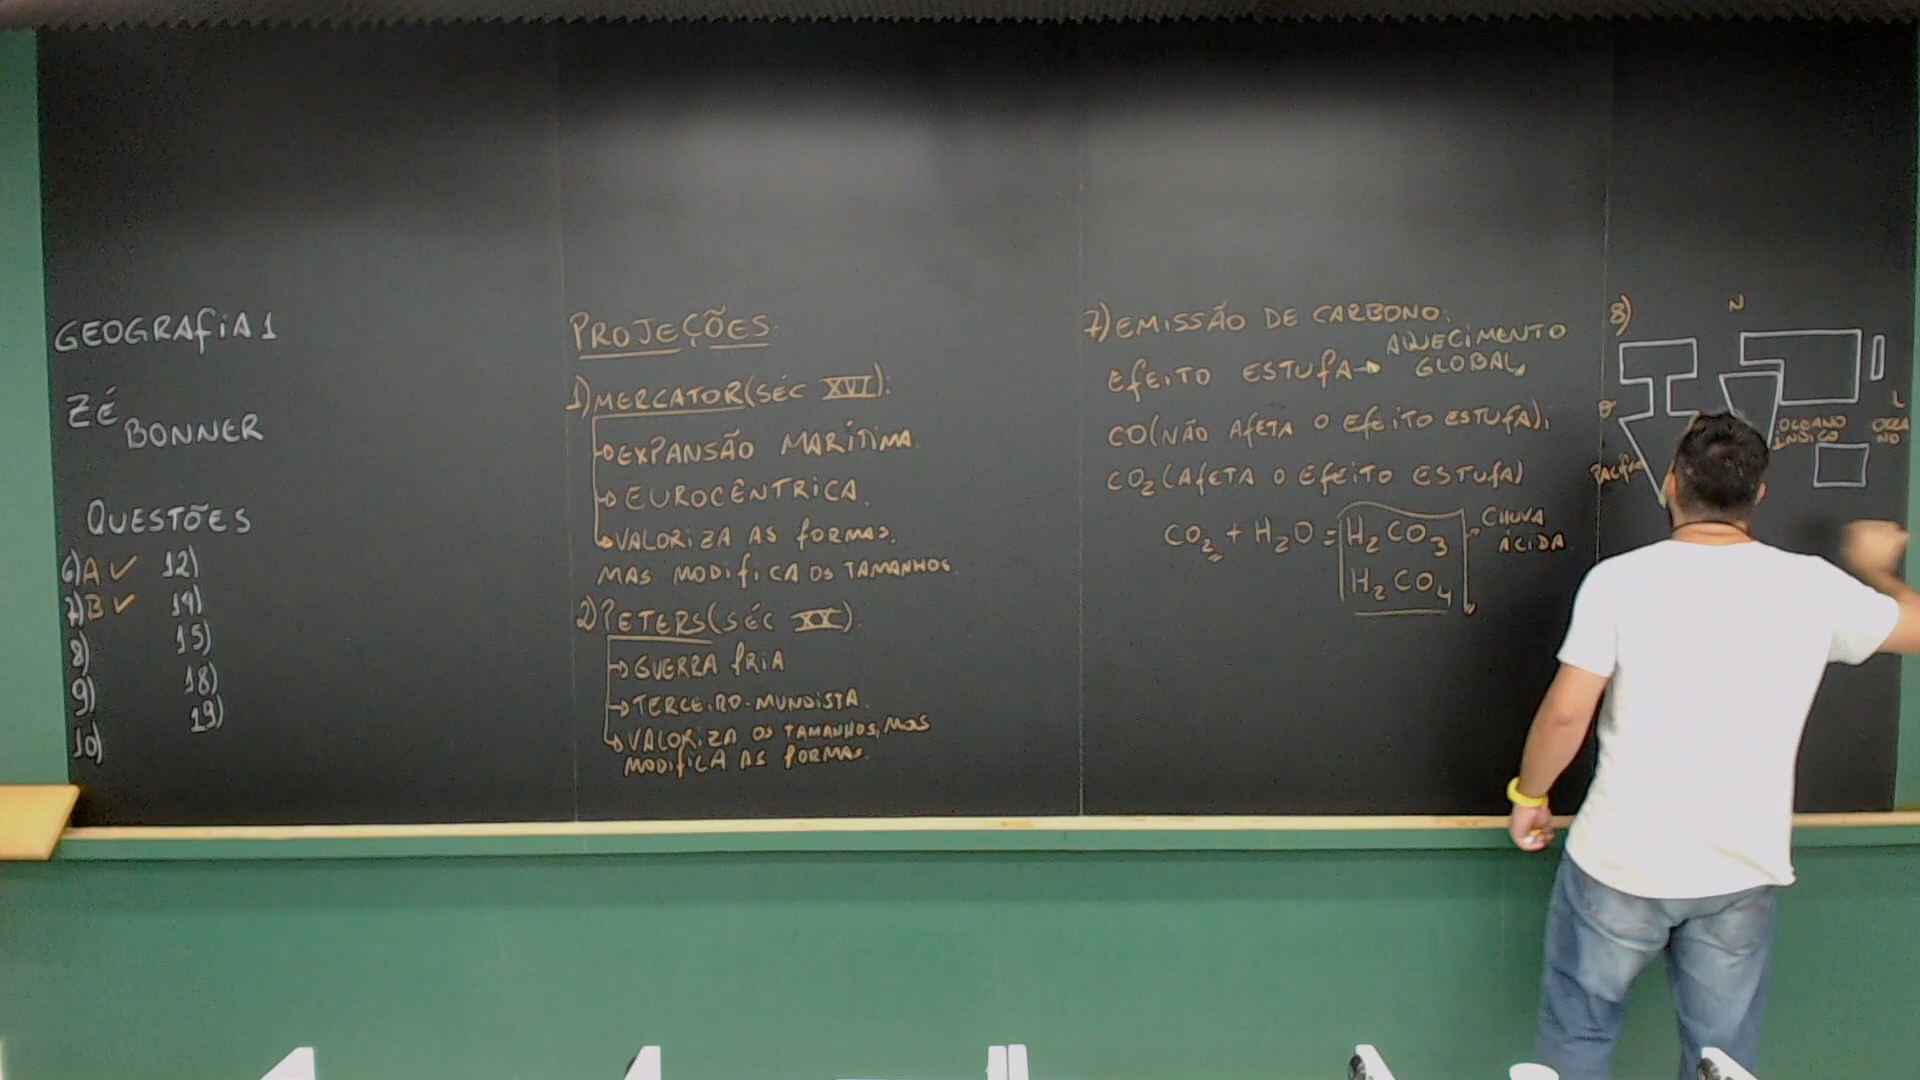 GEOGRAFIA 1
ZÉ
BONNER
QUESTÕES
6) A ✓ 12)
7) B ✓ 14)
8) 15)
9) 18)
10) 19)
PROJEÇÕES:
1) MERCATOR (SÉC XVI):
→ EXPANSÃO MARÍTIMA.
→ EUROCÊNTRICA.
→ VALORIZA AS FORMAS,
MAS MODIFICA OS TAMANHOS
2) PETERS (SÉC XX).
→ GUERRA FRIA
→ TERCEIRO-MUNDISTA.
→ VALORIZA OS TAMANHOS, MAS
MODIFICA AS FORMAS.
7) EMISSÃO DE CARBONO:
EFEITO ESTUFA → AQUECIMENTO
GLOBAL,
CO (NÃO AFETA O EFEITO ESTUFA),
CO₂ (AFETA O EFEITO ESTUFA)
CO₂ + H₂O = H₂CO₃
H₂CO₄
CHUVA
ÁCIDA
8)
N
L
OCEANO
ÍNDICO
OCEA
NO